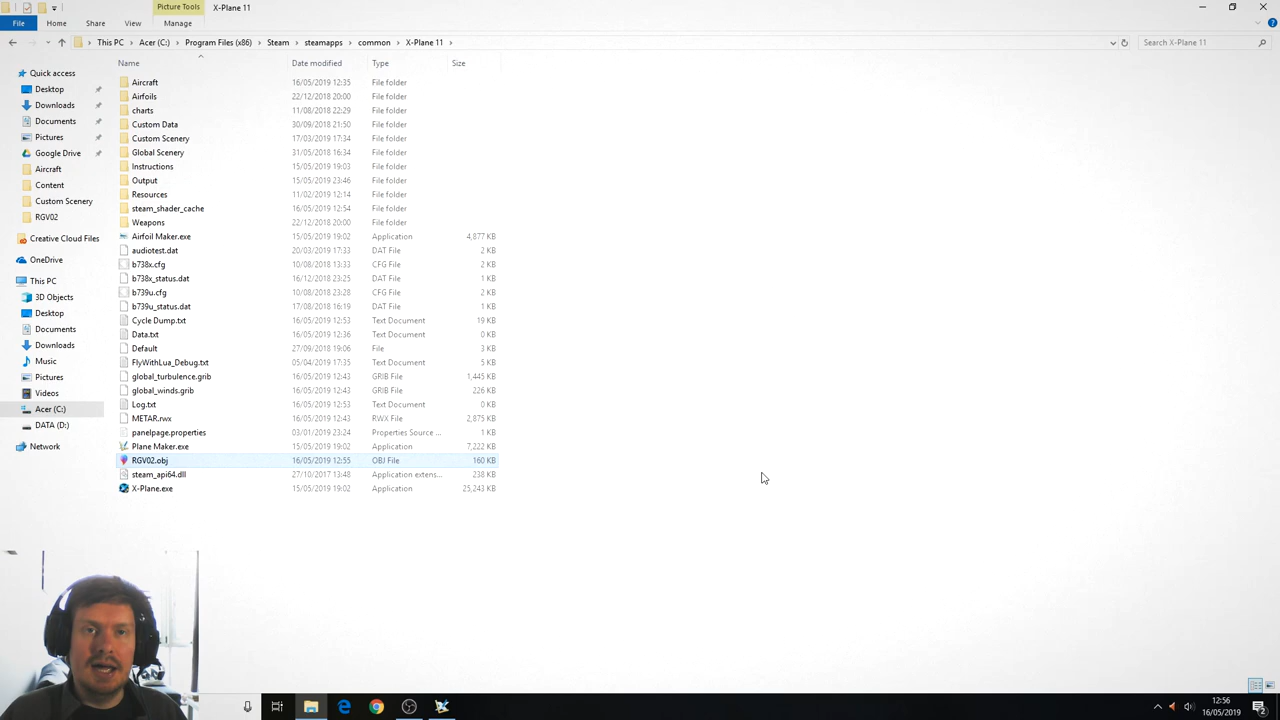 Picture Tools X-Plane 11
File Home Share View Manage
This PC Acer (C:) Program Files (x86) Steam steamapps common X-Plane 11 Search X-Plane 11
Name Date modified Type Size
Quick access
Desktop
Downloads
Documents
Pictures
Google Drive
Aircraft
Content
Custom Scenery
RGV02
Creative Cloud Files
OneDrive
This PC
3D Objects
Desktop
Documents
Downloads
Music
Pictures
Videos
Acer (C:)
DATA (D:)
Network
Aircraft 16/05/2019 12:35 File folder
Airfoils 22/12/2018 20:00 File folder
charts 11/08/2018 22:29 File folder
Custom Data 30/09/2018 21:50 File folder
Custom Scenery 17/03/2019 17:34 File folder
Global Scenery 31/05/2018 16:34 File folder
Instructions 15/05/2019 19:03 File folder
Output 15/05/2019 23:46 File folder
Resources 11/02/2019 12:14 File folder
steam_shader_cache 16/05/2019 12:54 File folder
Weapons 22/12/2018 20:00 File folder
Airfoil Maker.exe 15/05/2019 19:02 Application 4,877 KB
audiotest.dat 20/03/2019 17:33 DAT File 2 KB
b738x.cfg 10/08/2018 13:33 CFG File 2 KB
b738x_status.dat 16/12/2018 23:25 DAT File 1 KB
b739u.cfg 10/08/2018 23:28 CFG File 2 KB
b739u_status.dat 17/08/2018 16:19 DAT File 2 KB
Cycle Dump.txt 16/05/2019 12:53 Text Document 19 KB
Data.txt 16/05/2019 12:36 Text Document 0 KB
Default 27/09/2018 19:06 File 3 KB
FlyWithLua_Debug.txt 05/04/2019 17:35 Text Document 5 KB
global_turbulence.grib 16/05/2019 12:43 GRIB File 1,445 KB
global_winds.grib 16/05/2019 12:43 GRIB File 226 KB
Log.txt 16/05/2019 12:53 Text Document 0 KB
METAR.rwx 16/05/2019 12:43 RWX File 2,875 KB
panelpage.properties 03/01/2019 23:24 Properties Source ... 1 KB
Plane Maker.exe 15/05/2019 19:02 Application 7,222 KB
RGV02.obj 16/05/2019 12:55 OBJ File 160 KB
steam_api64.dll 27/10/2017 13:48 Application extens... 238 KB
X-Plane.exe 15/05/2019 19:02 Application 25,243 KB
12:56
16/05/2019
2